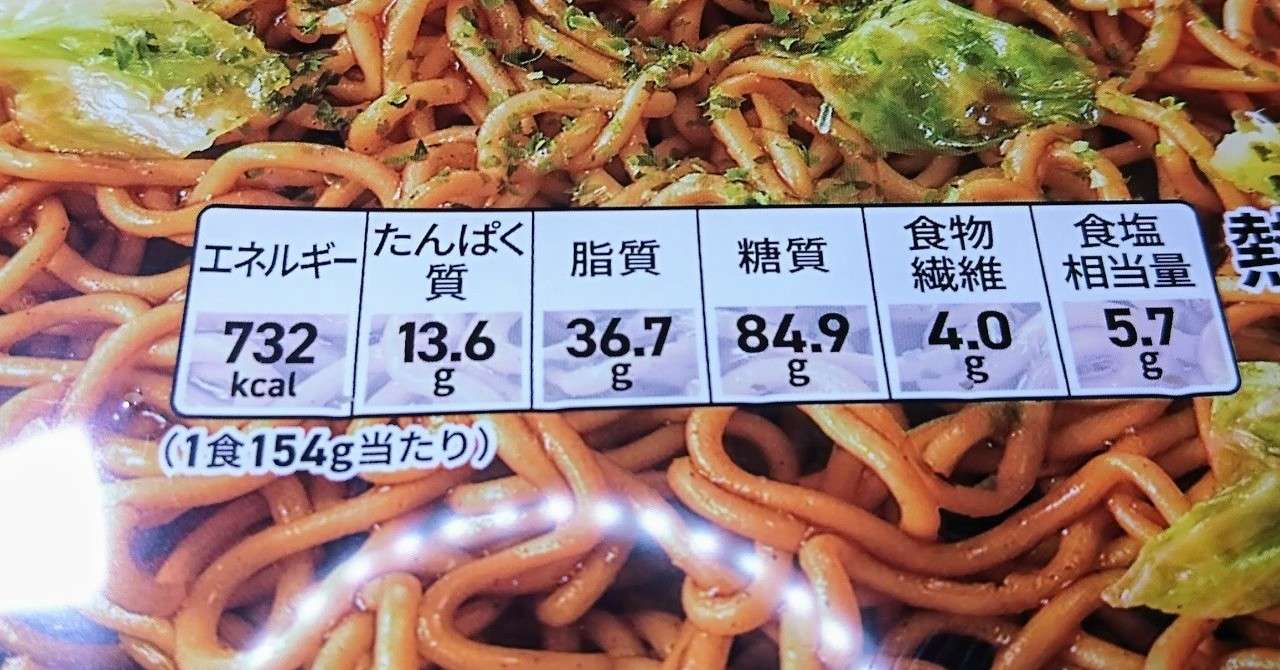 エネルギー
732
kcal
たんぱく
質
13.6
g
脂質
36.7
g
糖質
84.9
g
食物
繊維
4.0
g
食塩
相当量
5.7
g
(1食154g当たり)
熱